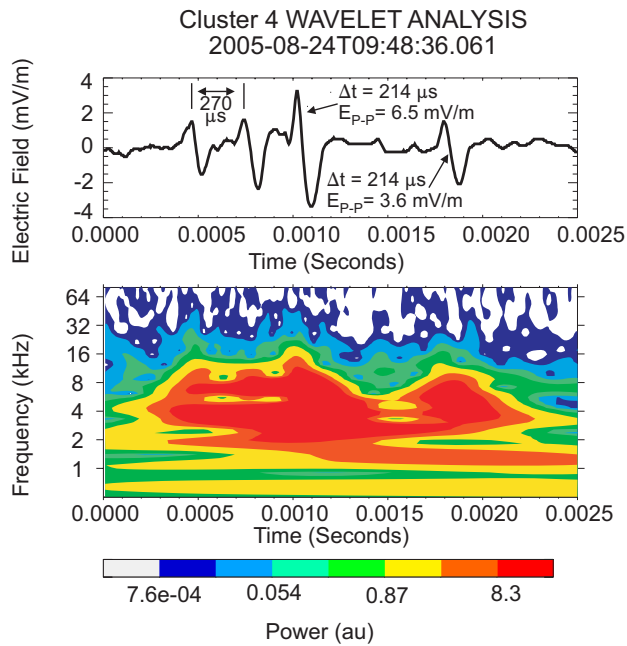 Cluster 4 WAVELET ANALYSIS
2005-08-24T09:48:36.061
Electric Field (mV/m)
4
2
0
-2
-4
270
μs
Δt = 214 μs
E_P-P = 6.5 mV/m
Δt = 214 μs
E_P-P = 3.6 mV/m
0.0000 0.0005 0.0010 0.0015 0.0020 0.0025
Time (Seconds)
Frequency (kHz)
64
32
16
8
4
2
1
0.0000 0.0005 0.0010 0.0015 0.0020 0.0025
Time (Seconds)
7.6e-04 0.054 0.87 8.3
Power (au)